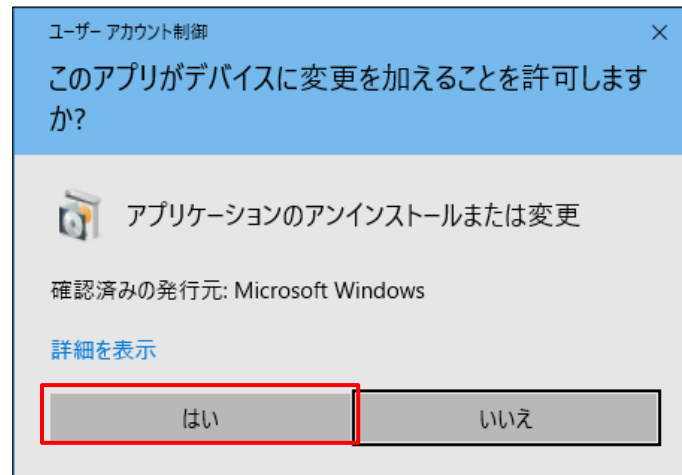 ユーザー アカウント制御
このアプリがデバイスに変更を加えることを許可します
か?
アプリケーションのアンインストールまたは変更
確認済みの発行元: Microsoft Windows
詳細を表示
はい
いいえ